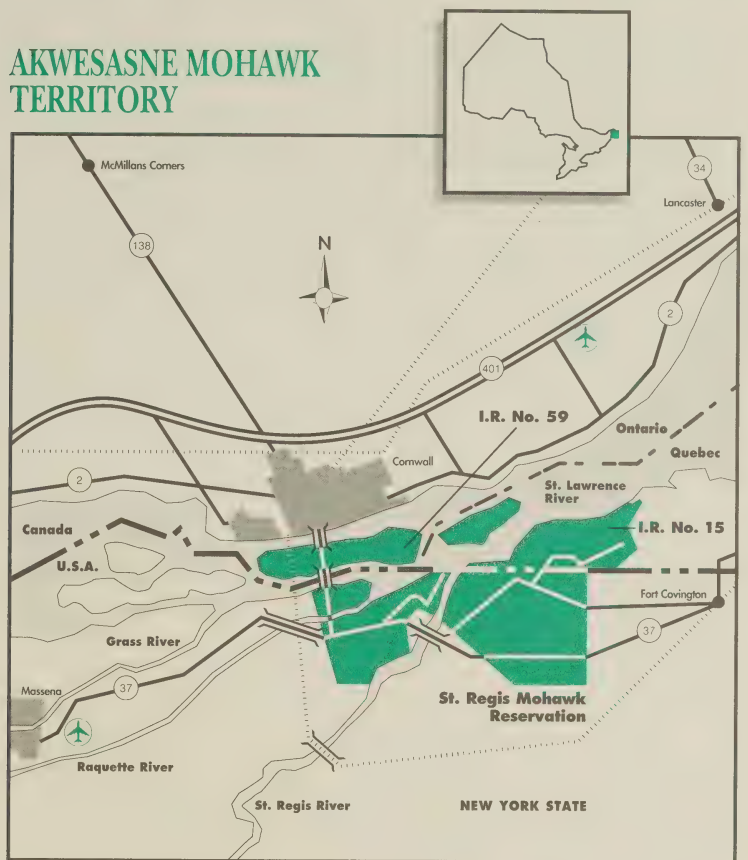 AKWESASNE MOHAWK
TERRITORY
McMillans Corners
34
Lancaster
138
N
2
401
I.R. No. 59
Ontario
Quebec
Cornwall
2
St. Lawrence
River
Canada
I.R. No. 15
U.S.A.
Fort Covington
Grass River
37
Massena
37
St. Regis Mohawk
Reservation
Raquette River
St. Regis River
NEW YORK STATE